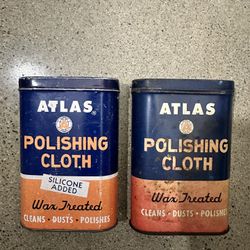 ATLAS
POLISHING
CLOTH
SILICONE
ADDED
Wax Treated
CLEANS · DUSTS · POLISHES
ATLAS
POLISHING
CLOTH
Wax Treated
CLEANS · DUSTS · POLISHES